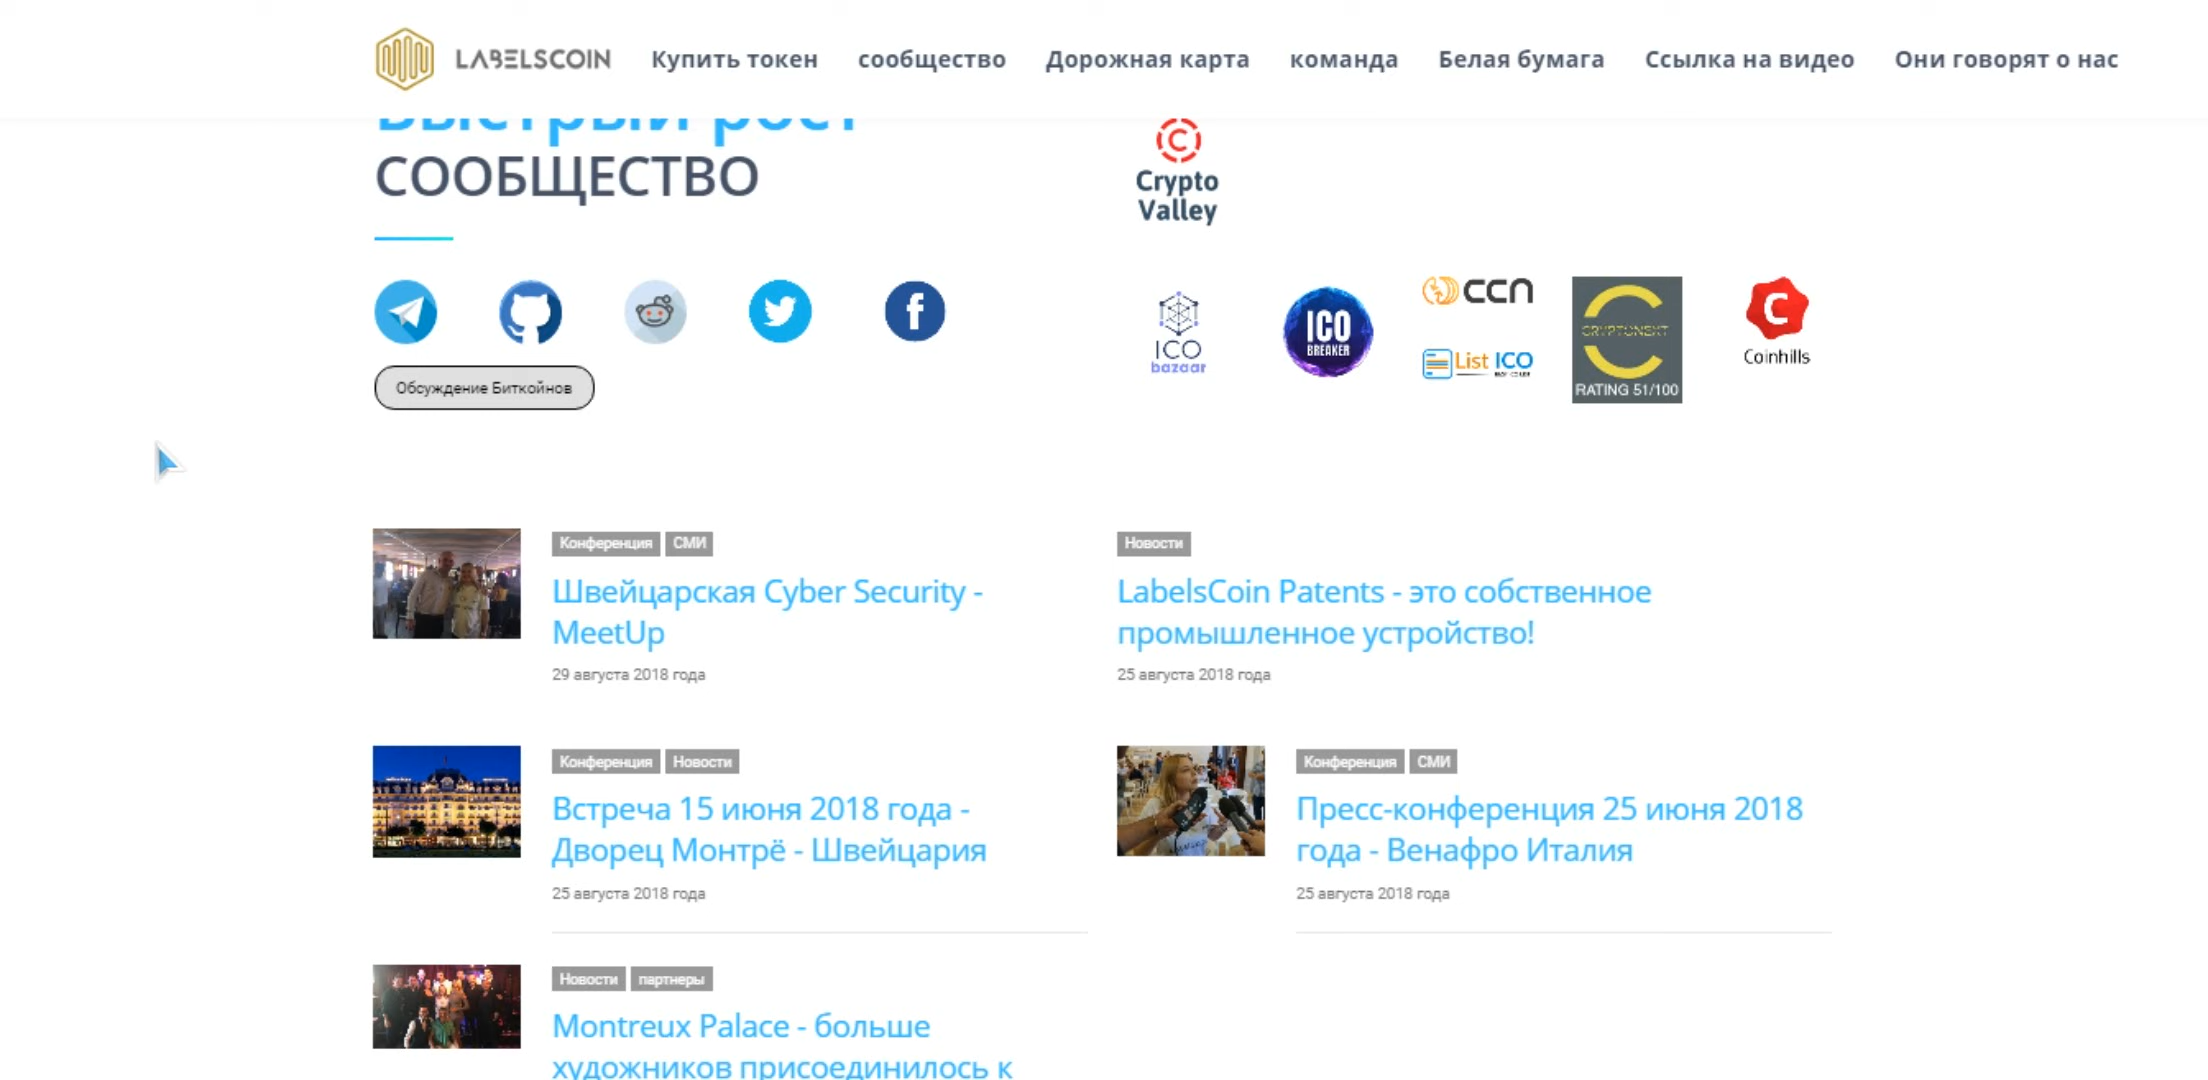 LABELSCOIN
Купить токен
сообщество
Дорожная карта
команда
Белая бумага
Ссылка на видео
Они говорят о нас
Быстрый рост
СООБЩЕСТВО
Crypto
Valley
ICO
bazaar
ICO
BREAKER
CCN
List ICO
CRYPTONEXT
RATING 51/100
Coinhills
Обсуждение Биткойнов
Конференция СМИ
Швейцарская Cyber Security -
MeetUp
29 августа 2018 года
Новости
LabelsCoin Patents - это собственное
промышленное устройство!
25 августа 2018 года
Конференция Новости
Встреча 15 июня 2018 года -
Дворец Монтрё - Швейцария
25 августа 2018 года
Конференция СМИ
Пресс-конференция 25 июня 2018
года - Венафро Италия
25 августа 2018 года
Новости партнеры
Montreux Palace - больше
художников присоединилось к